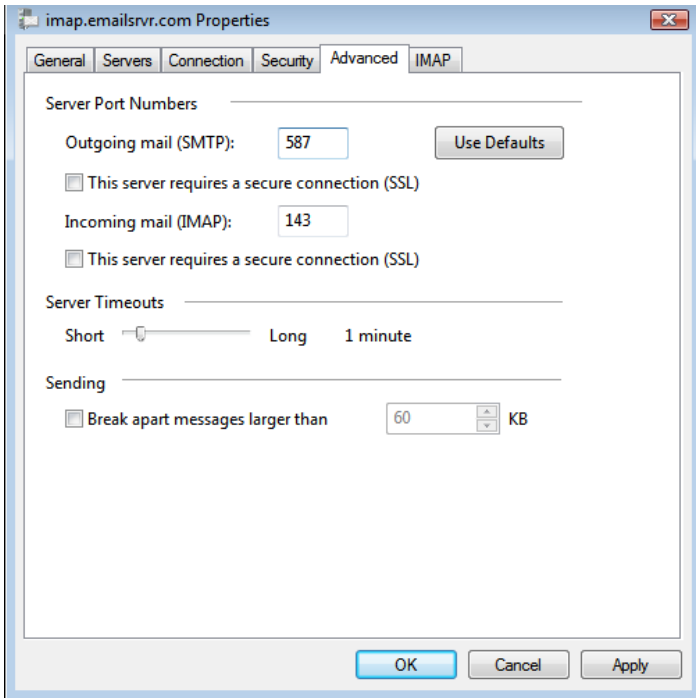 imap.emailsrvr.com Properties
General Servers Connection Security Advanced IMAP
Server Port Numbers
Outgoing mail (SMTP): 587 Use Defaults
This server requires a secure connection (SSL)
Incoming mail (IMAP): 143
This server requires a secure connection (SSL)
Server Timeouts
Short Long 1 minute
Sending
Break apart messages larger than 60 KB
OK Cancel Apply